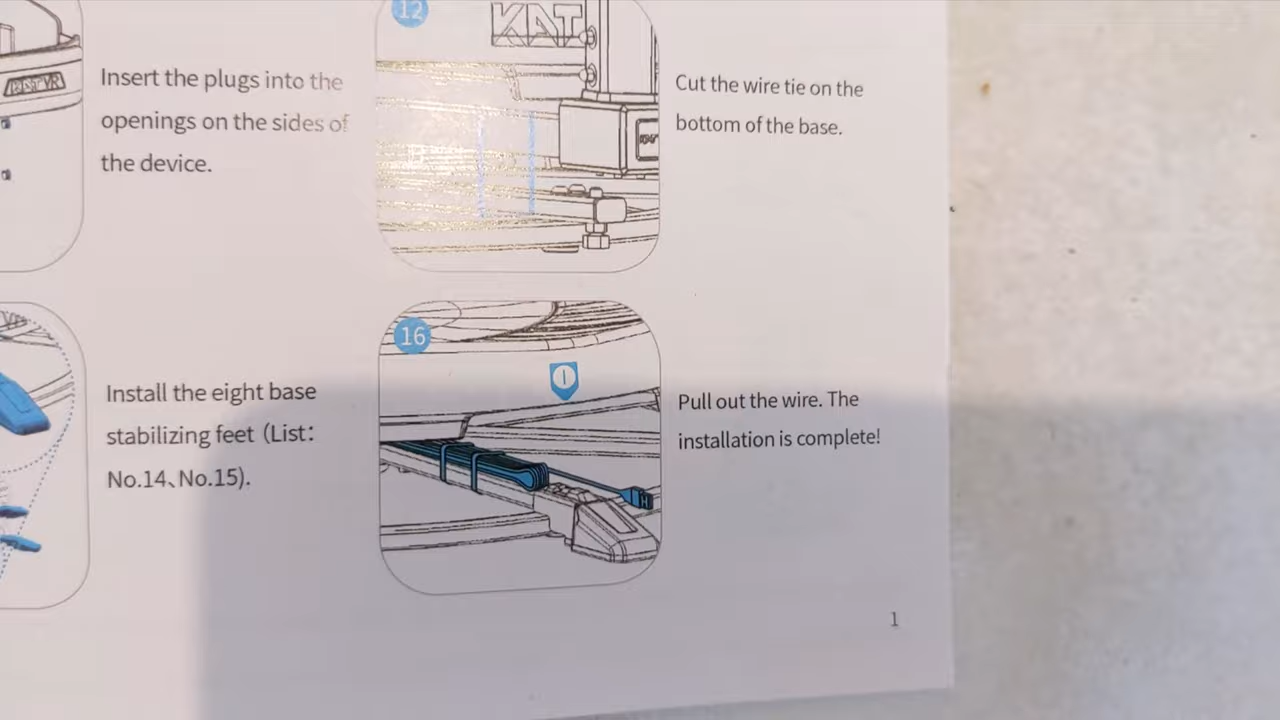 Insert the plugs into the
openings on the sides of
the device.
12
KAT
Cut the wire tie on the
bottom of the base.
Install the eight base
stabilizing feet (List:
No.14、No.15).
16
Pull out the wire. The
installation is complete!
1